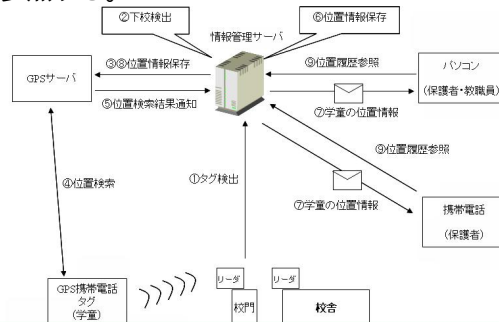 ②下校検出
⑥位置情報保存
情報管理サーバ
③⑧位置情報保存
⑨位置履歴参照
GPSサーバ
パソコン
(保護者・教職員)
⑤位置検索結果通知
⑦学童の位置情報
⑨位置履歴参照
④位置検索
①タグ検出
⑦学童の位置情報
携帯電話
(保護者)
リーダ
リーダ
GPS携帯電話
タグ
(学童)
校門
校舎